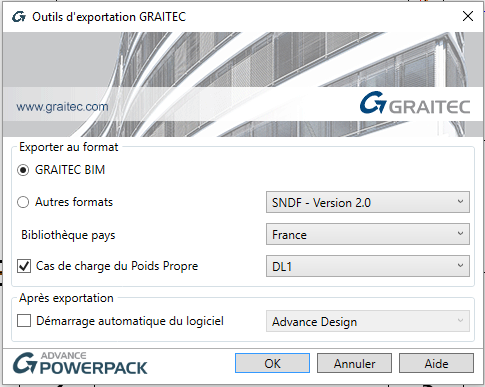 Outils d'exportation GRAITEC
www.graitec.com
GRAITEC
Exporter au format
GRAITEC BIM
Autres formats
SNDF - Version 2.0
Bibliothèque pays
France
Cas de charge du Poids Propre
DL1
Après exportation
Démarrage automatique du logiciel
Advance Design
ADVANCE
POWERPACK
OK
Annuler
Aide